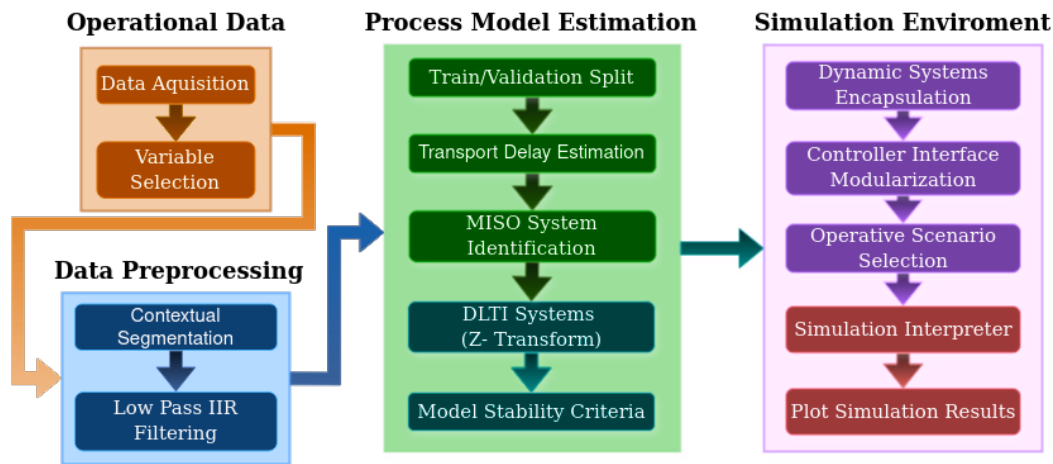 Operational Data
Data Aquisition
Variable
Selection
Data Preprocessing
Contextual
Segmentation
Low Pass IIR
Filtering
Process Model Estimation
Train/Validation Split
Transport Delay Estimation
MISO System
Identification
DLTI Systems
(Z- Transform)
Model Stability Criteria
Simulation Enviroment
Dynamic Systems
Encapsulation
Controller Interface
Modularization
Operative Scenario
Selection
Simulation Interpreter
Plot Simulation Results